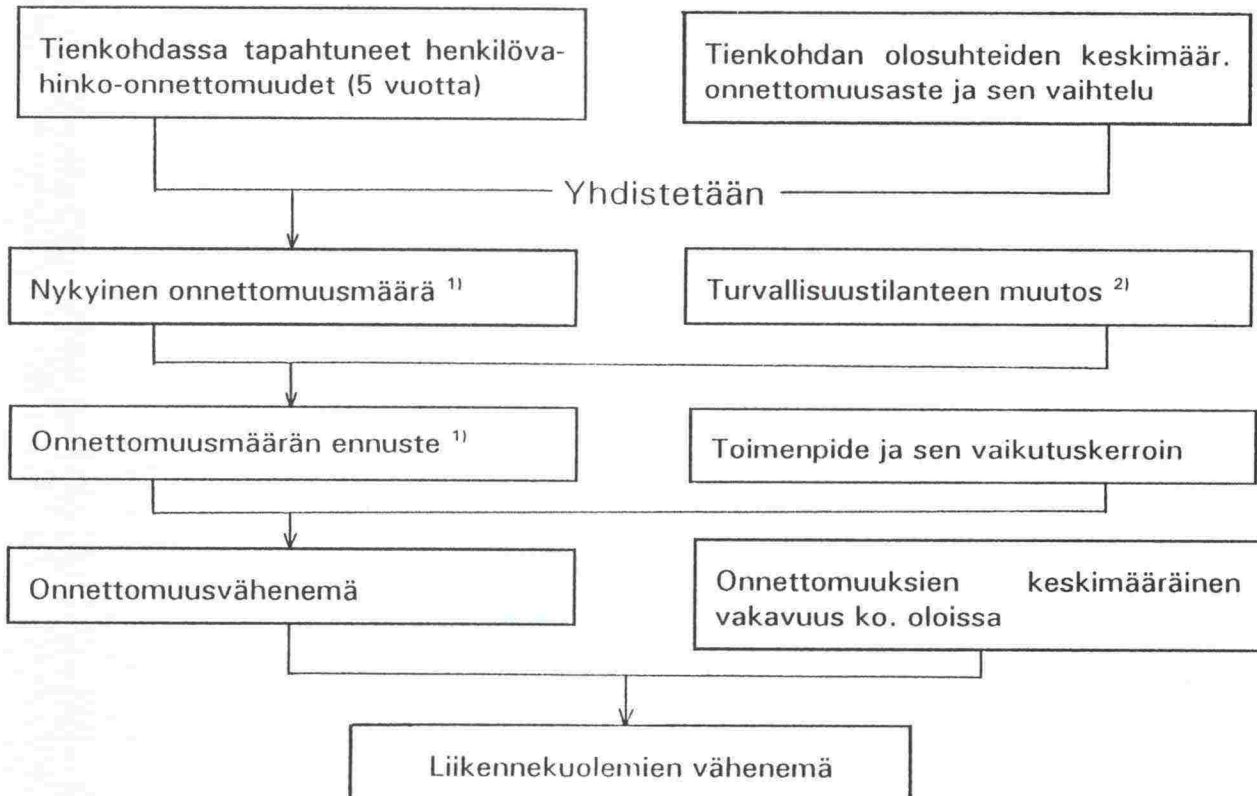 Tienkohdassa tapahtuneet henkilöva-
hinko-onnettomuudet (5 vuotta)
Tienkohdan olosuhteiden keskimäär.
onnettomuusaste ja sen vaihtelu
Yhdistetään
Nykyinen onnettomuusmäärä 1)
Turvallisuustilanteen muutos 2)
Onnettomuusmäärän ennuste 1)
Toimenpide ja sen vaikutuskerroin
Onnettomuusvähenemä
Onnettomuuksien keskimääräinen
vakavuus ko. oloissa
Liikennekuolemien vähenemä